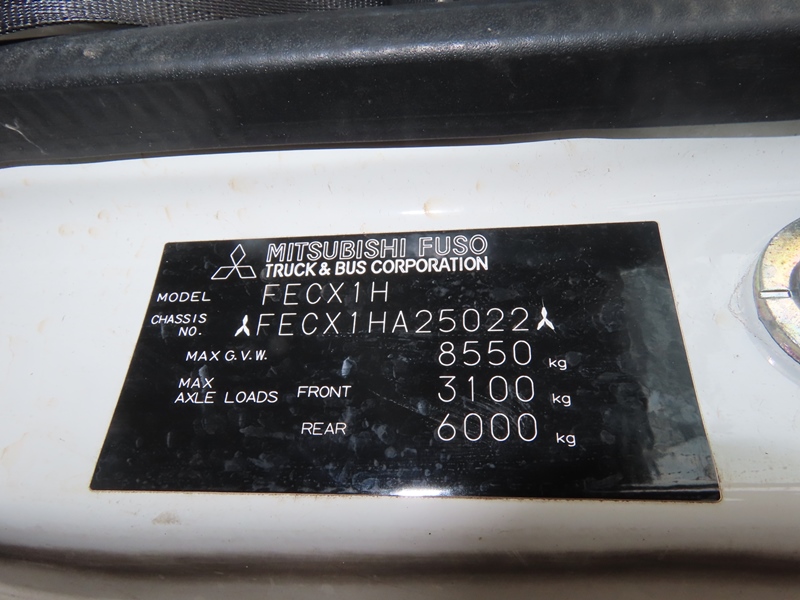 MITSUBISHI FUSO
TRUCK & BUS CORPORATION
MODEL FECX1H
CHASSIS NO. FECX1HA25022
MAX G.V.W. 8550 kg
MAX AXLE LOADS FRONT 3100 kg
REAR 6000 kg